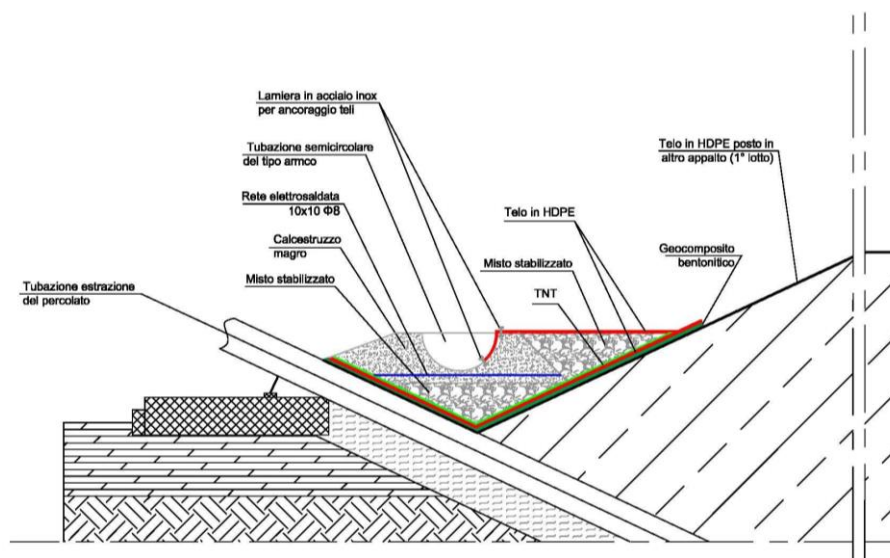 Lamiera in acciaio inox
per ancoraggio teli
Tubazione semicircolare
del tipo armco
Rete elettrosaldata
10x10 Φ8
Calcestruzzo
magro
Misto stabilizzato
Tubazione estrazione
del percolato
Telo in HDPE
Misto stabilizzato
TNT
Telo in HDPE posto in
altro appalto (1° lotto)
Geocomposito
bentonitico